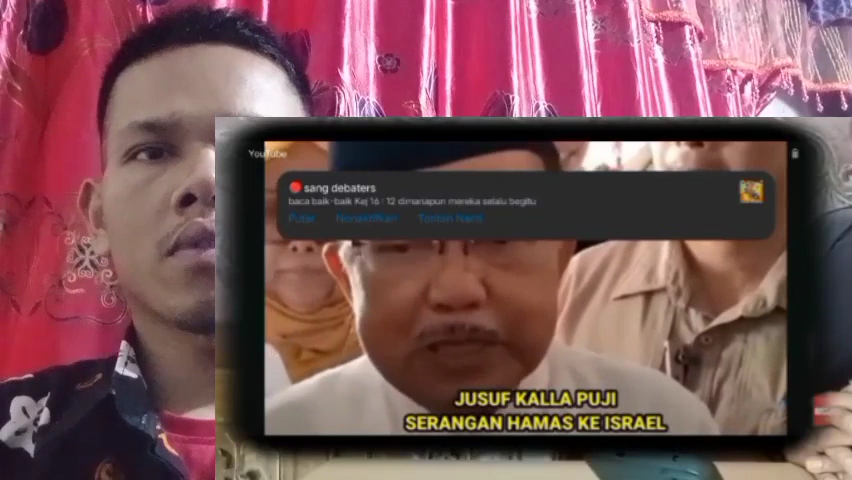 YouTube
sang debaters
baca baik-baik Kej 16 : 12 dimanapun mereka selalu begitu
Putar Nonaktifkan Tonton Nanti
JUSUF KALLA PUJI
SERANGAN HAMAS KE ISRAEL